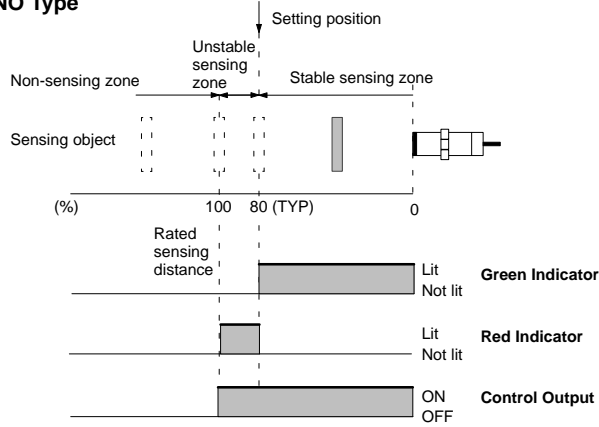 NO Type
Setting position
Unstable
sensing
zone
Non-sensing zone
Stable sensing zone
Sensing object
(%)
100
80 (TYP)
0
Rated
sensing
distance
Lit
Not lit
Green Indicator
Lit
Not lit
Red Indicator
ON
OFF
Control Output